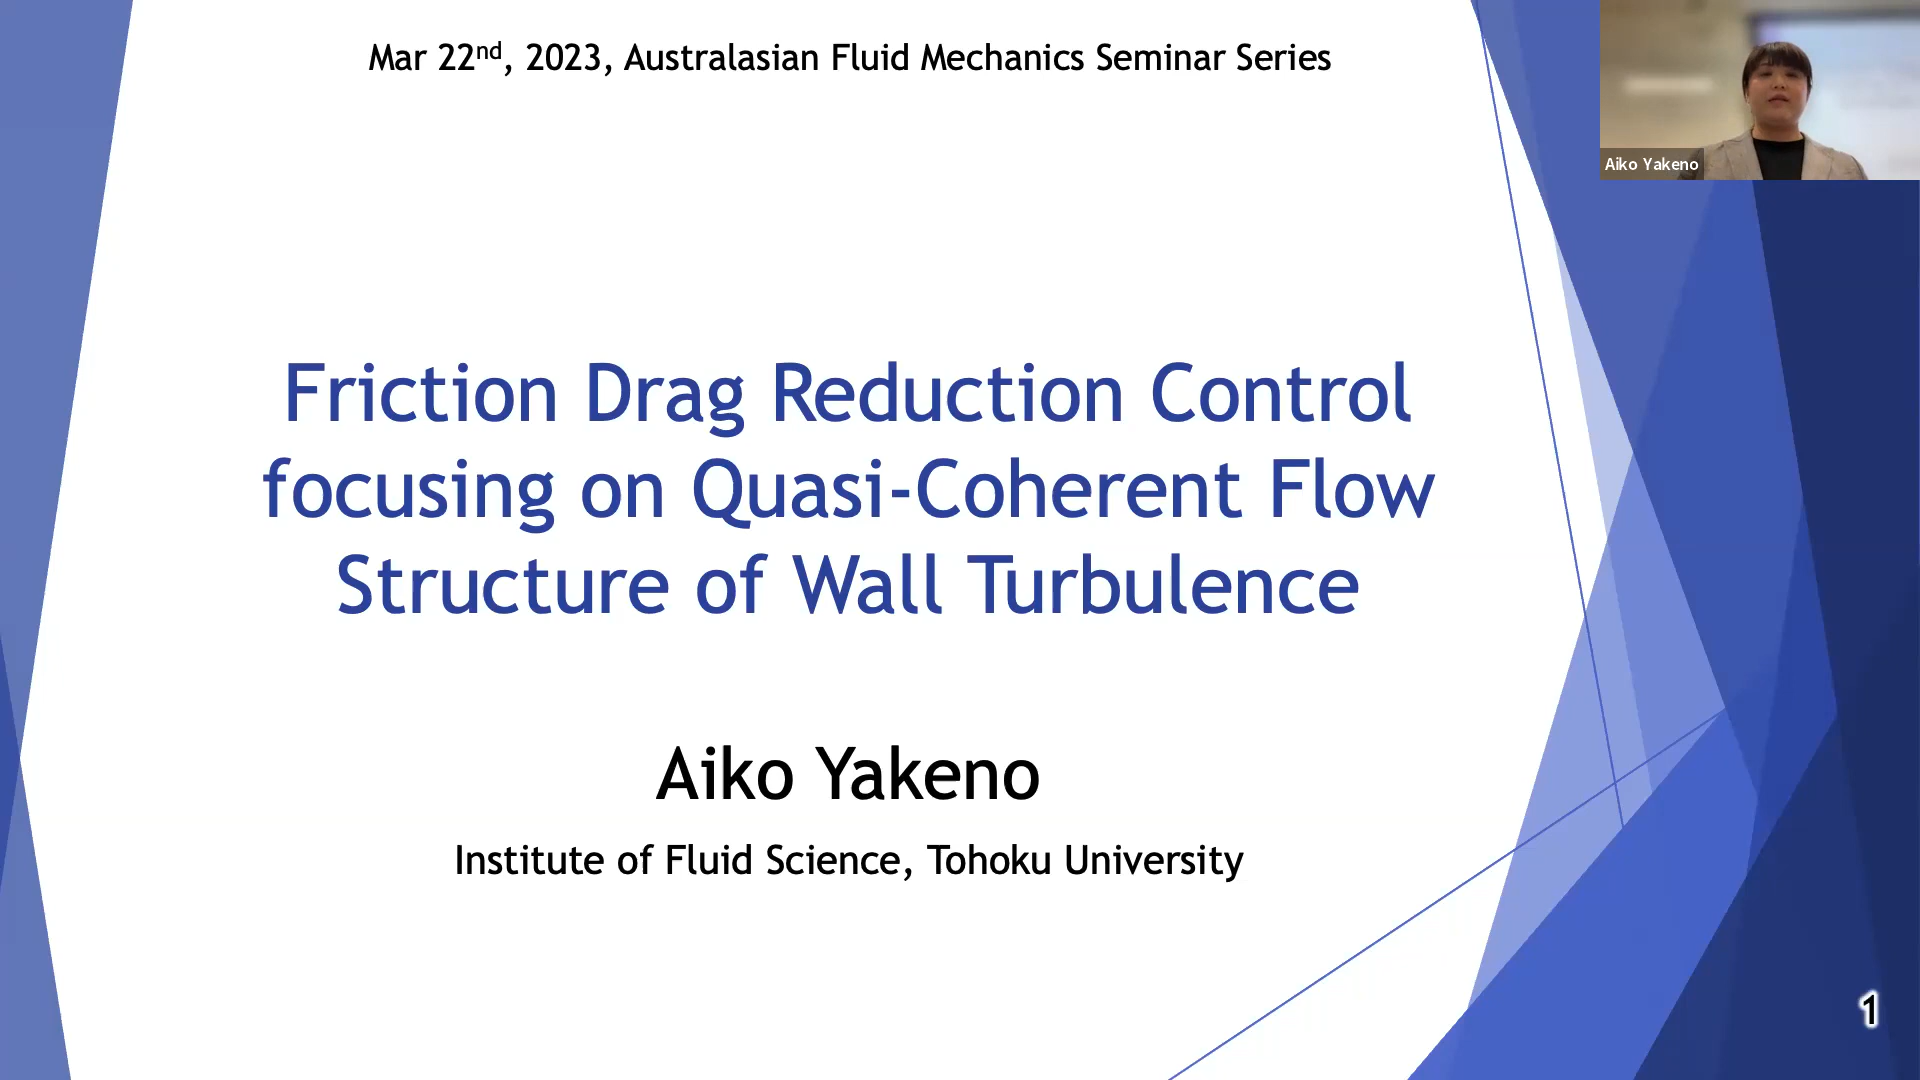 Mar 22nd, 2023, Australasian Fluid Mechanics Seminar Series
Aiko Yakeno
Friction Drag Reduction Control
focusing on Quasi-Coherent Flow
Structure of Wall Turbulence
Aiko Yakeno
Institute of Fluid Science, Tohoku University
1